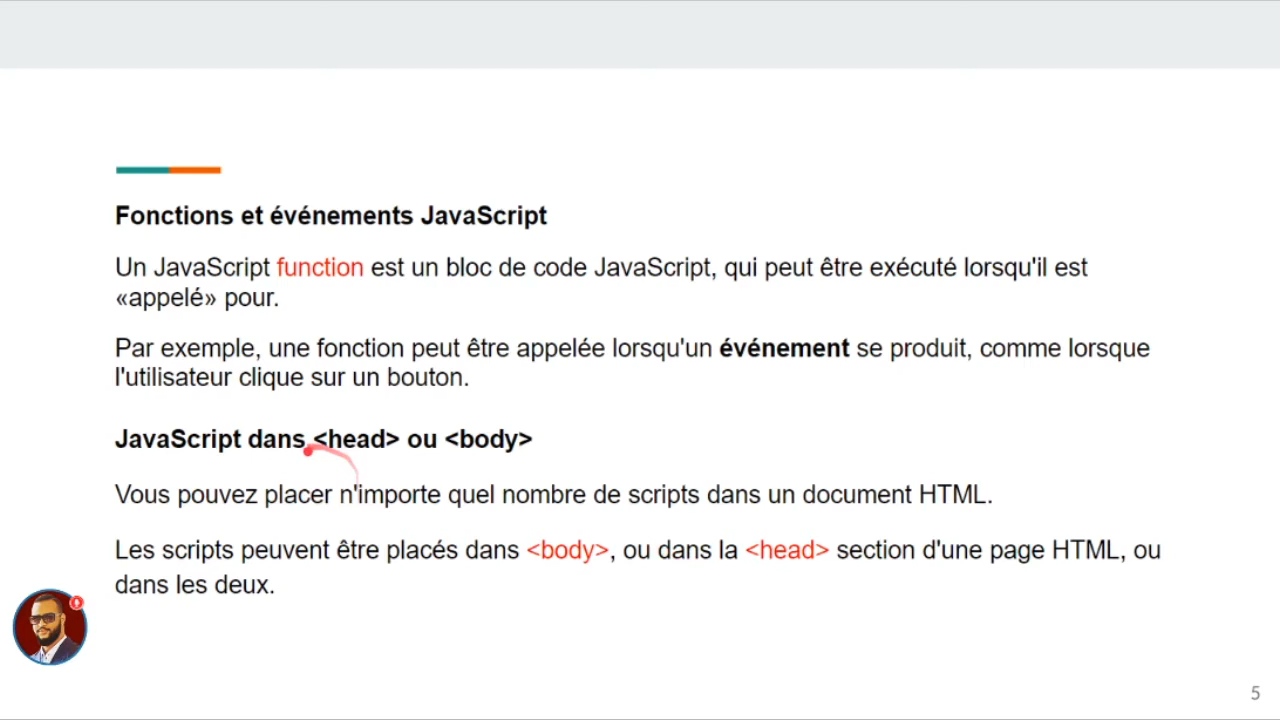 Fonctions et événements JavaScript
Un JavaScript function est un bloc de code JavaScript, qui peut être exécuté lorsqu'il est
«appelé» pour.
Par exemple, une fonction peut être appelée lorsqu'un événement se produit, comme lorsque
l'utilisateur clique sur un bouton.
JavaScript dans <head> ou <body>
Vous pouvez placer n'importe quel nombre de scripts dans un document HTML.
Les scripts peuvent être placés dans <body>, ou dans la <head> section d'une page HTML, ou
dans les deux.
5